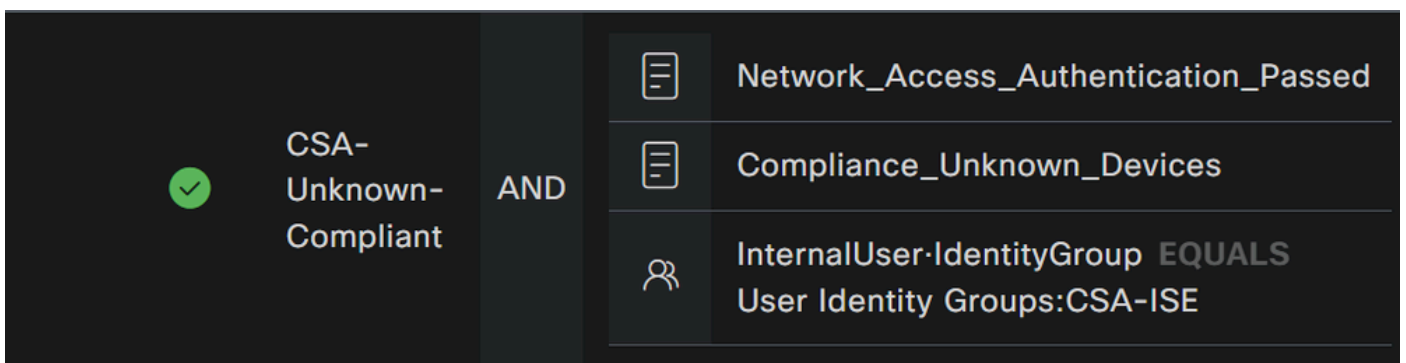 CSA-
Unknown-
Compliant
AND
Network_Access_Authentication_Passed
Compliance_Unknown_Devices
InternalUser·IdentityGroup EQUALS
User Identity Groups:CSA-ISE